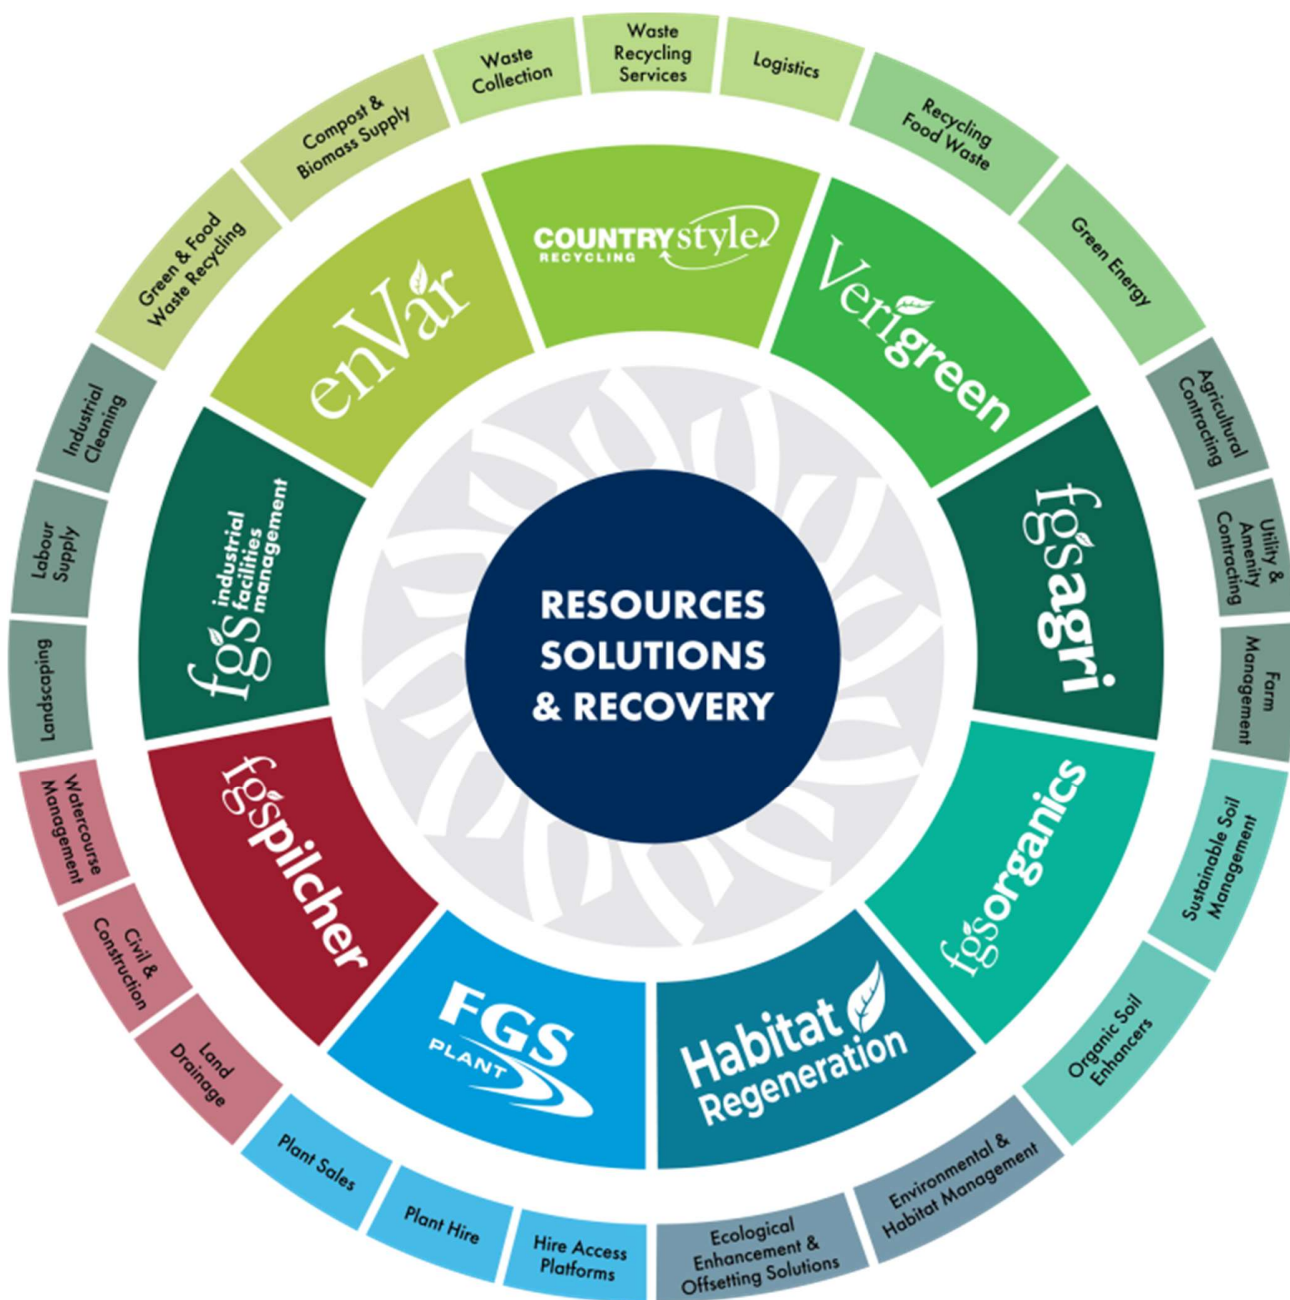 Waste
Collection
Waste
Recycling
Services
Logistics
Recycling
Food Waste
Green Energy
Agricultural
Contracting
Utility &
Amenity
Contracting
Farm
Management
Sustainable Soil
Management
Organic Soil
Enhancers
Environmental &
Habitat Management
Ecological
Enhancement &
Offsetting Solutions
Hire Access
Platforms
Plant Hire
Plant Sales
Land
Drainage
Civil &
Construction
Watercourse
Management
Landscaping
Labour
Supply
Industrial
Cleaning
Green & Food
Waste Recycling
Compost &
Biomass Supply
COUNTRYstyle
RECYCLING
Verigreen
fgsagri
fgsorganics
Habitat
Regeneration
FGS
PLANT
fgspilcher
fgs industrial
facilities
management
enVar
RESOURCES
SOLUTIONS
& RECOVERY